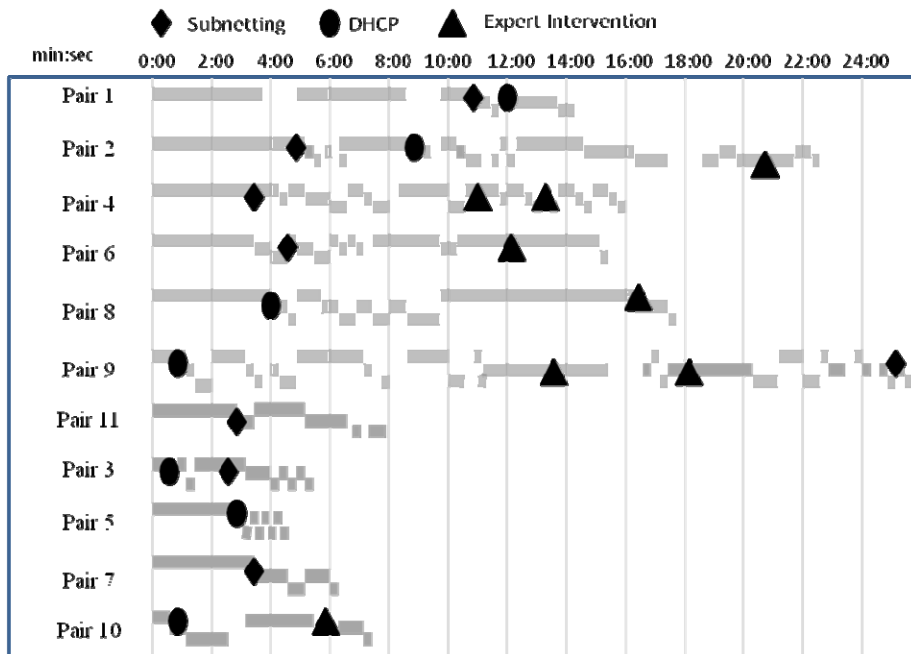 Subnetting DHCP Expert Intervention
min:sec 0:00 2:00 4:00 6:00 8:00 10:00 12:00 14:00 16:00 18:00 20:00 22:00 24:00
Pair 1
Pair 2
Pair 4
Pair 6
Pair 8
Pair 9
Pair 11
Pair 3
Pair 5
Pair 7
Pair 10